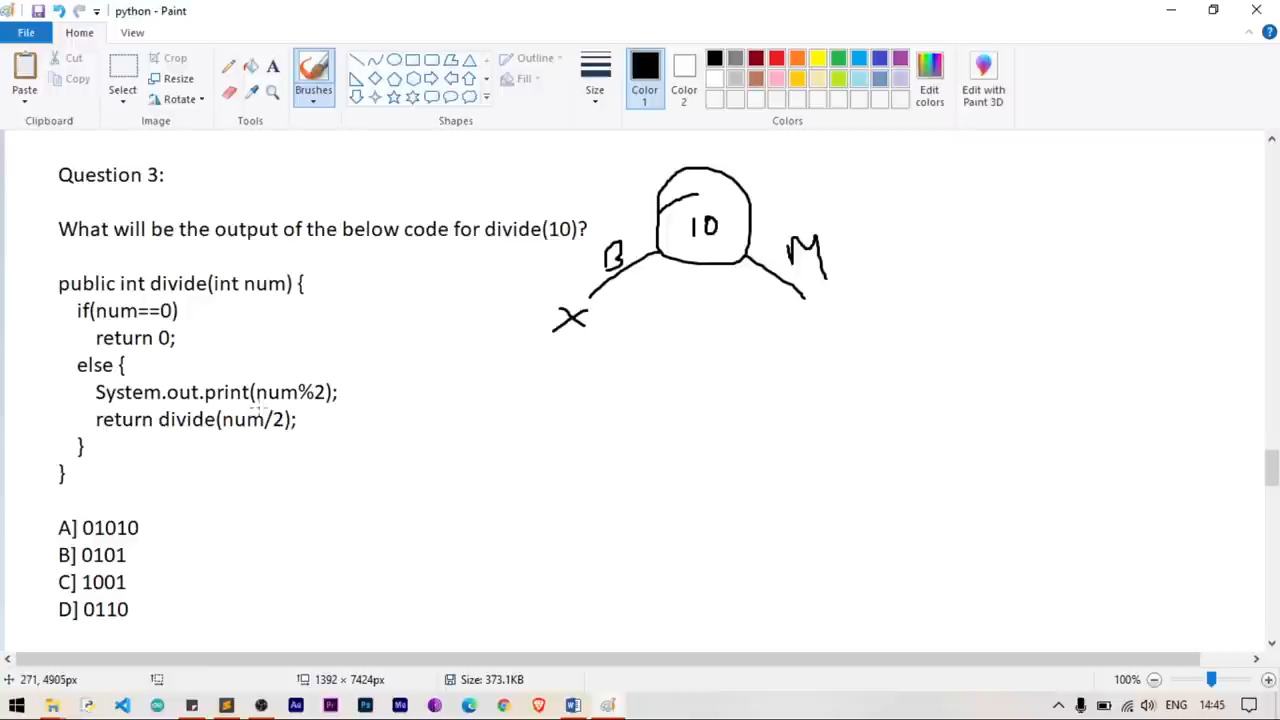 python - Paint
File
Home
View
Paste
Cut
Copy
Clipboard
Select
Crop
Resize
Rotate
Image
Tools
Brushes
Shapes
Outline
Fill
Size
Color 1
Color 2
Edit colors
Edit with Paint 3D
Colors
Question 3:
What will be the output of the below code for divide(10)?
public int divide(int num) {
if(num==0)
return 0;
else {
System.out.print(num%2);
return divide(num/2);
}
}
A] 01010
B] 0101
C] 1001
D] 0110
10
B
M
X
271, 4905px
1392 × 7424px
Size: 373.1KB
100%
ENG
14:45